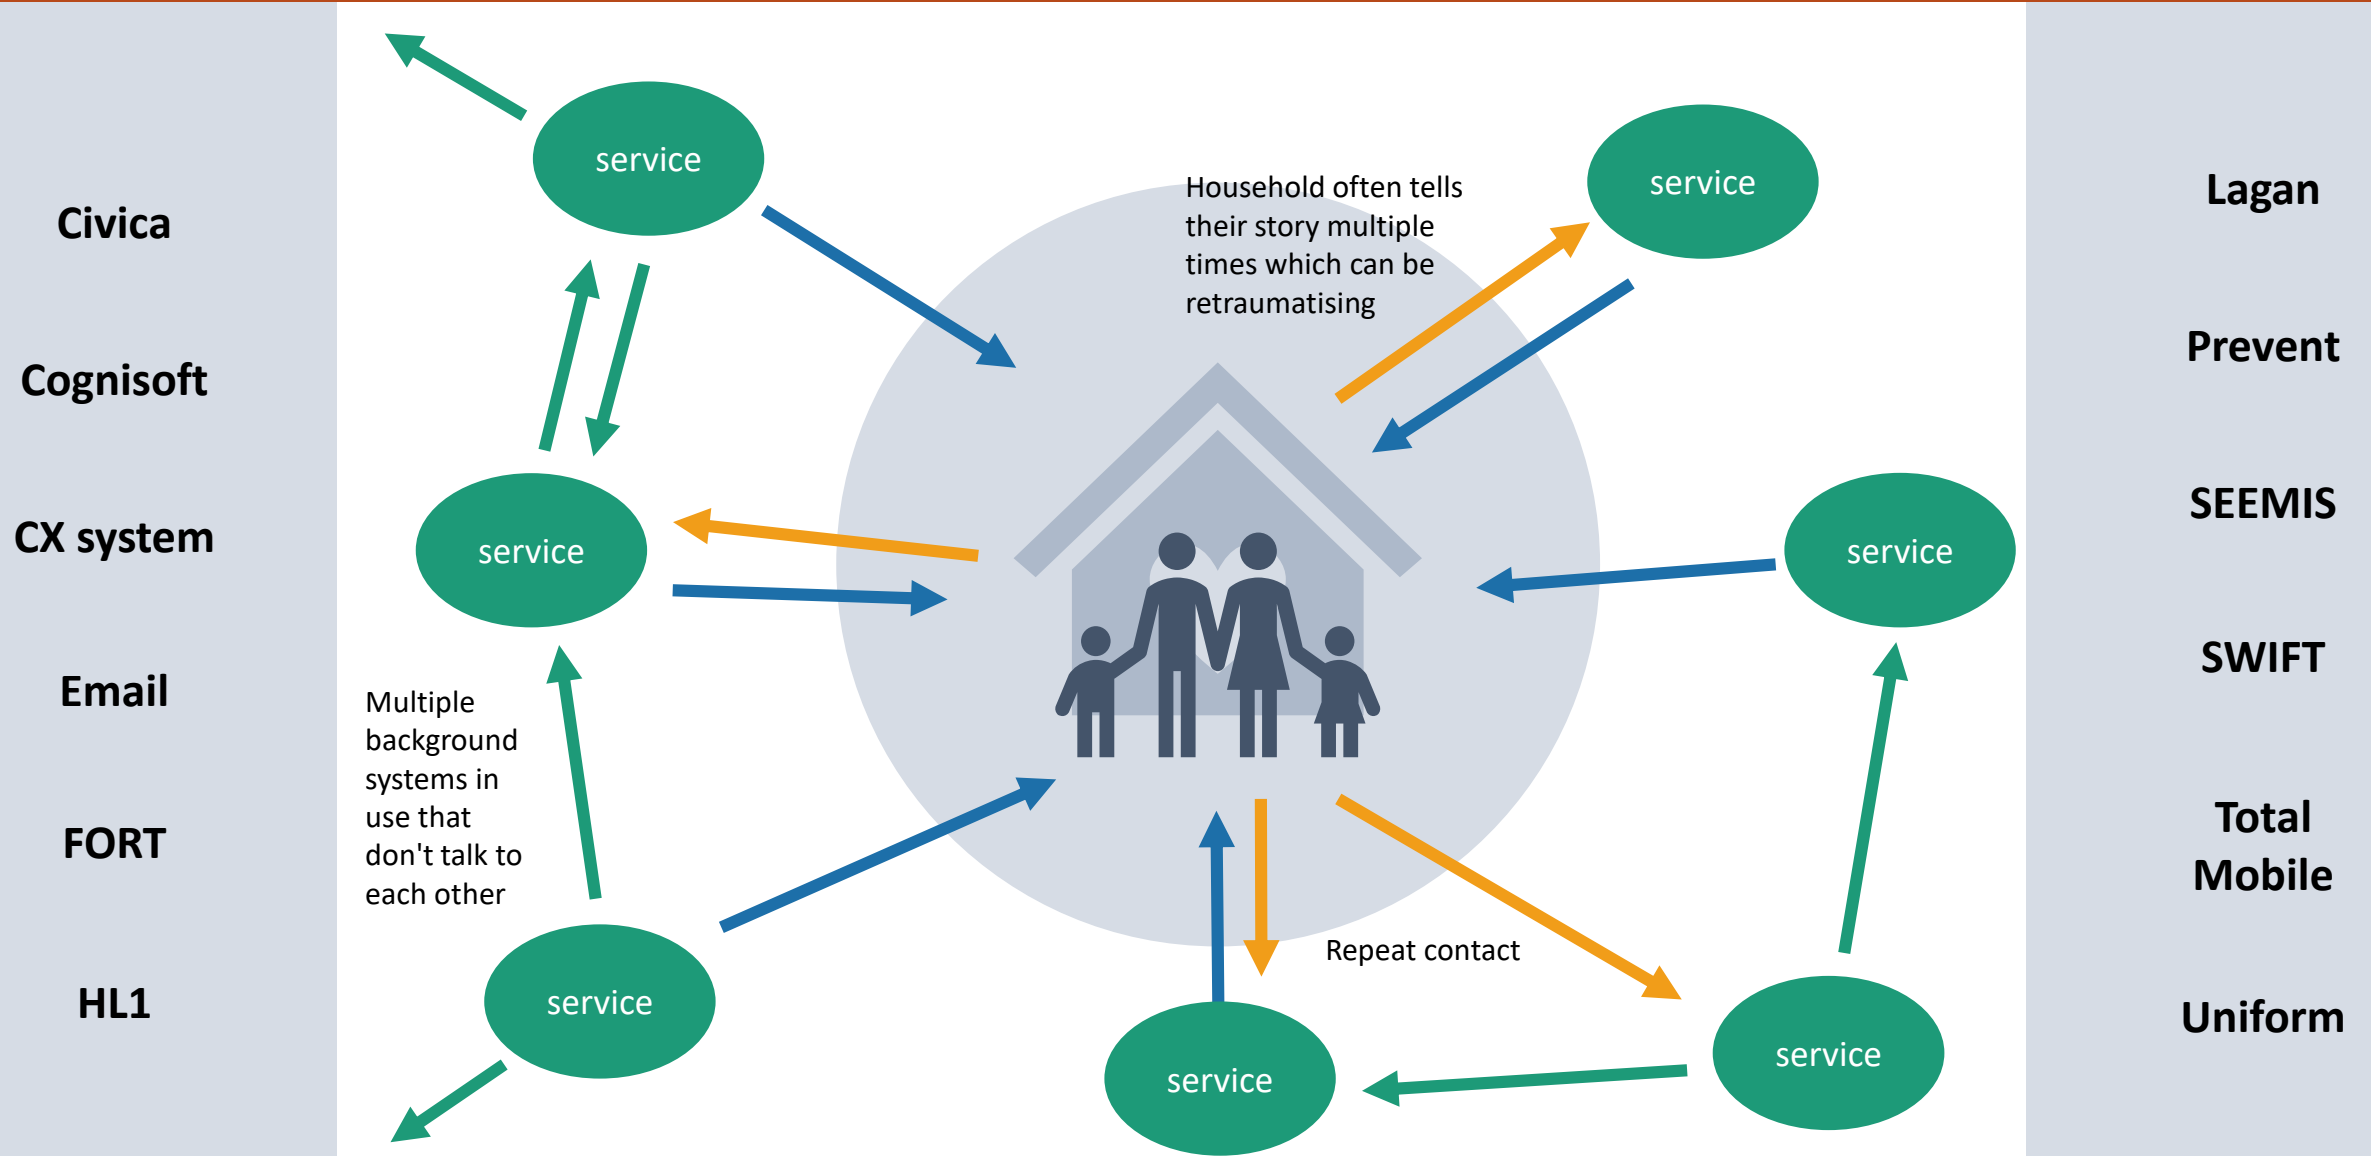 Civica
Cognisoft
CX system
Email
FORT
HL1
service
service
service
Multiple
background
systems in
use that
don't talk to
each other
Household often tells
their story multiple
times which can be
retraumatising
service
service
service
service
Repeat contact
Lagan
Prevent
SEEMIS
SWIFT
Total
Mobile
Uniform